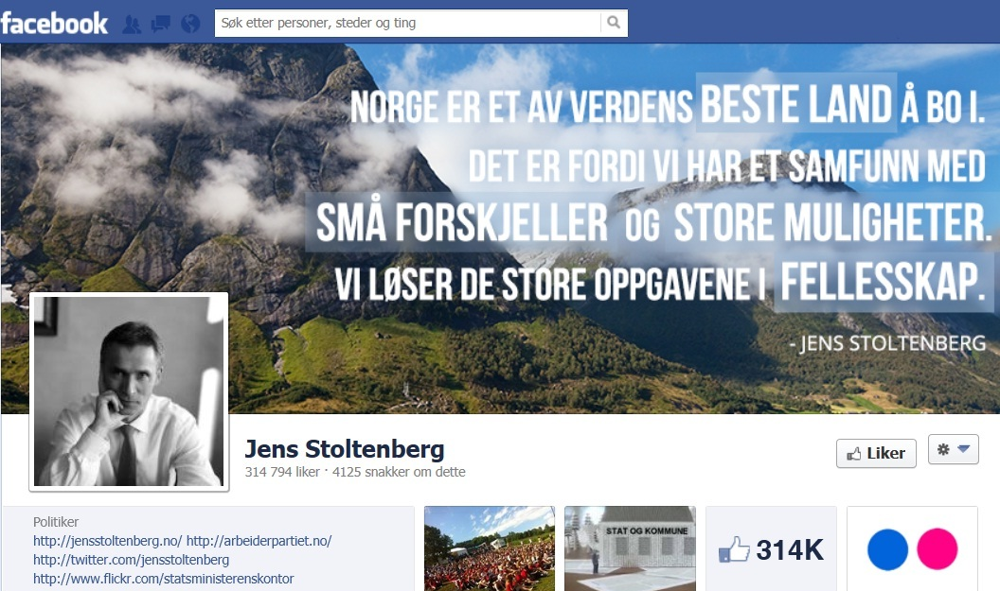 facebook
Søk etter personer, steder og ting
NORGE ER ET AV VERDENS BESTE LAND Å BO I.
DET ER FORDI VI HAR ET SAMFUNN MED
SMÅ FORSKJELLER OG STORE MULIGHETER.
VI LØSER DE STORE OPPGAVENE I FELLESSKAP.
- JENS STOLTENBERG
Jens Stoltenberg
314 794 liker · 4125 snakker om dette
Liker
Politiker
http://jensstoltenberg.no/ http://arbeiderpartiet.no/
http://twitter.com/jensstoltenberg
http://www.flickr.com/statsministerenskontor
STAT OG KOMMUNE
314K